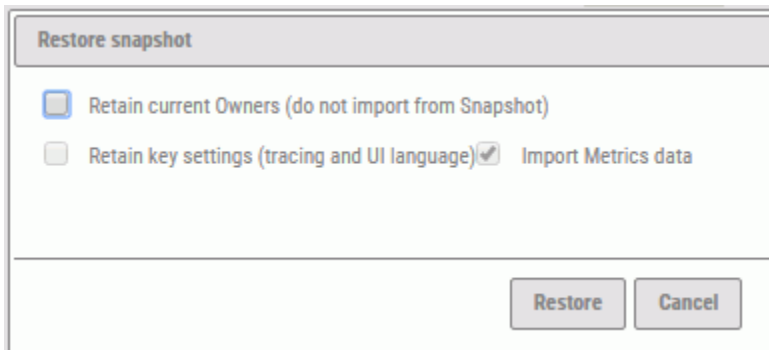 Restore snapshot
Retain current Owners (do not import from Snapshot)
Retain key settings (tracing and UI language) Import Metrics data
Restore Cancel